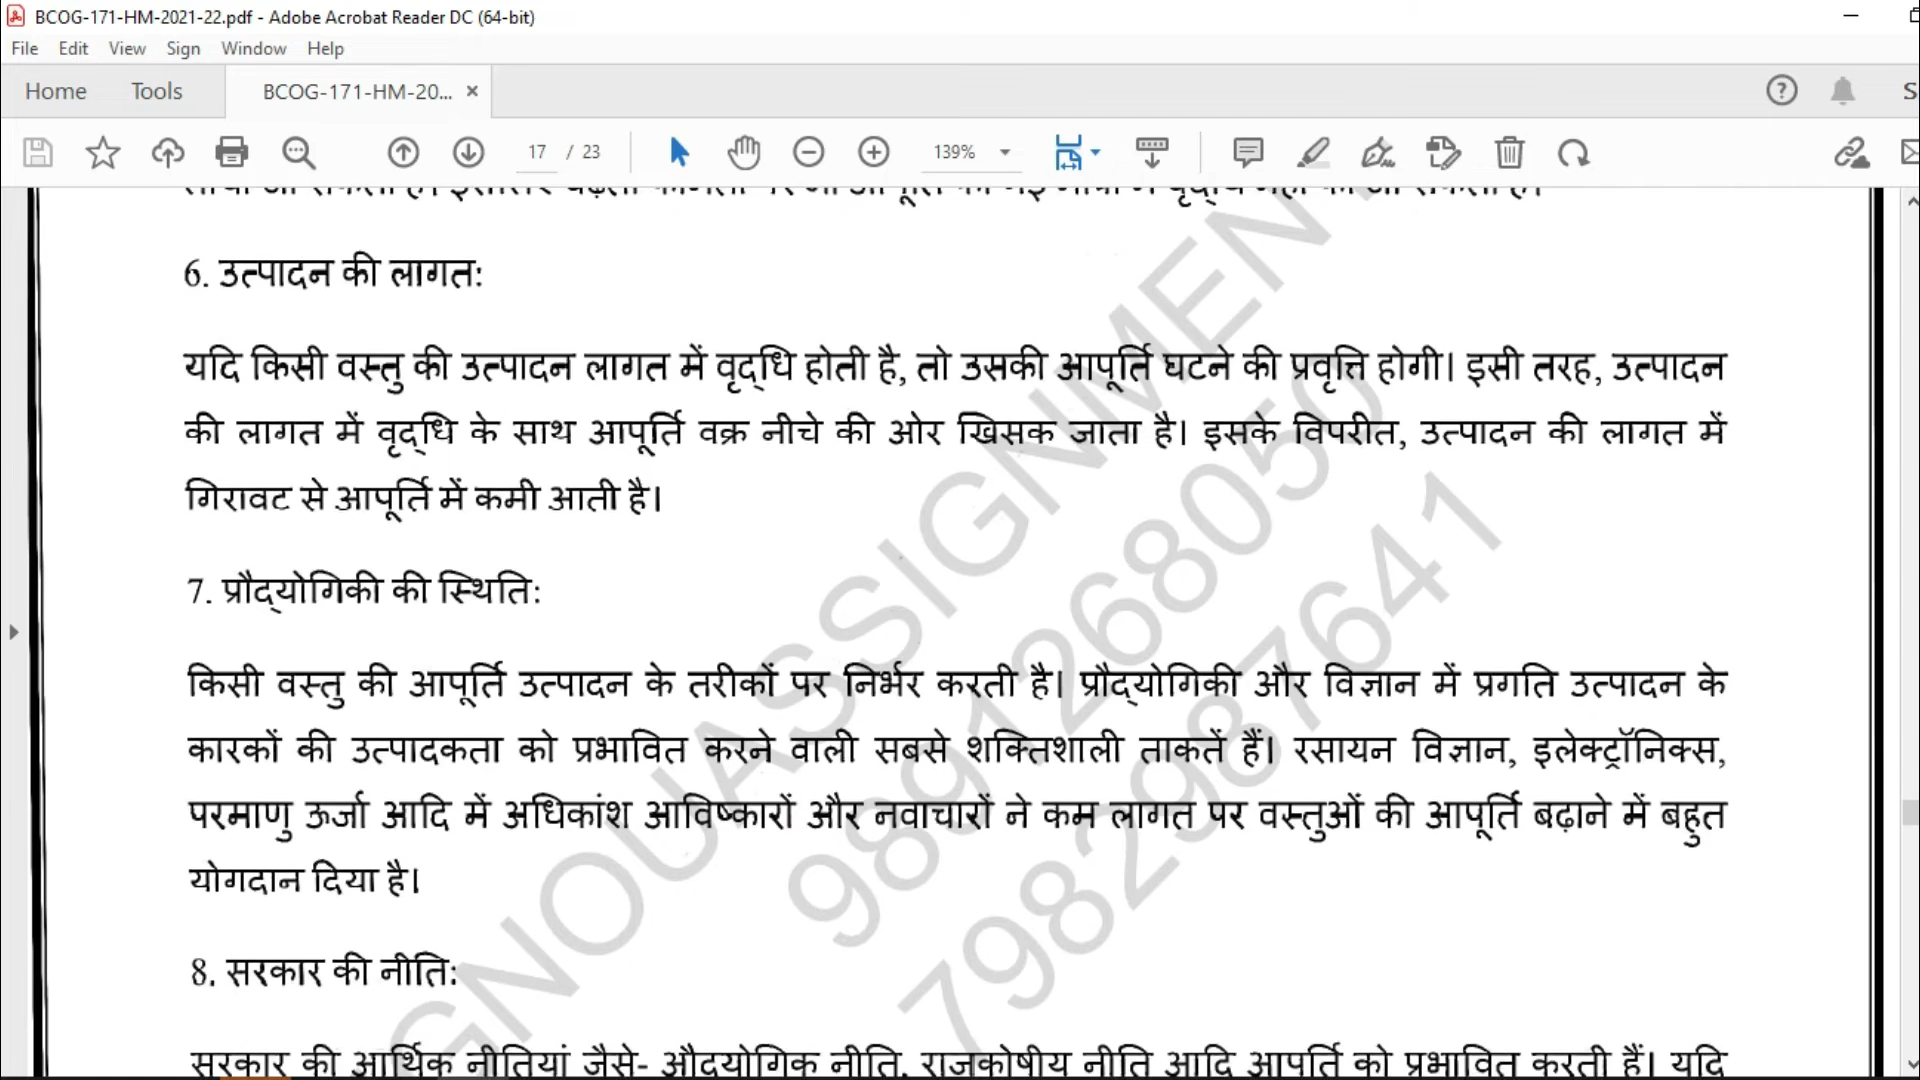 BCOG-171-HM-2021-22.pdf - Adobe Acrobat Reader DC (64-bit)
File Edit View Sign Window Help
Home Tools BCOG-171-HM-20... ×
17 / 23 139%
6. उत्पादन की लागत:
यदि किसी वस्तु की उत्पादन लागत में वृद्धि होती है, तो उसकी आपूर्ति घटने की प्रवृत्ति होगी। इसी तरह, उत्पादन
की लागत में वृद्धि के साथ आपूर्ति वक्र नीचे की ओर खिसक जाता है। इसके विपरीत, उत्पादन की लागत में
गिरावट से आपूर्ति में कमी आती है।
7. प्रौद्योगिकी की स्थिति:
किसी वस्तु की आपूर्ति उत्पादन के तरीकों पर निर्भर करती है। प्रौद्योगिकी और विज्ञान में प्रगति उत्पादन के
कारकों की उत्पादकता को प्रभावित करने वाली सबसे शक्तिशाली ताकतें हैं। रसायन विज्ञान, इलेक्ट्रॉनिक्स,
परमाणु ऊर्जा आदि में अधिकांश आविष्कारों और नवाचारों ने कम लागत पर वस्तुओं की आपूर्ति बढ़ाने में बहुत
योगदान दिया है।
8. सरकार की नीति:
सरकार की आर्थिक नीतियां जैसे- औद्योगिक नीति, राजकोषीय नीति आदि आपूर्ति को प्रभावित करती हैं। यदि
GNOUASSIGNMEN
9891268050
7982987641